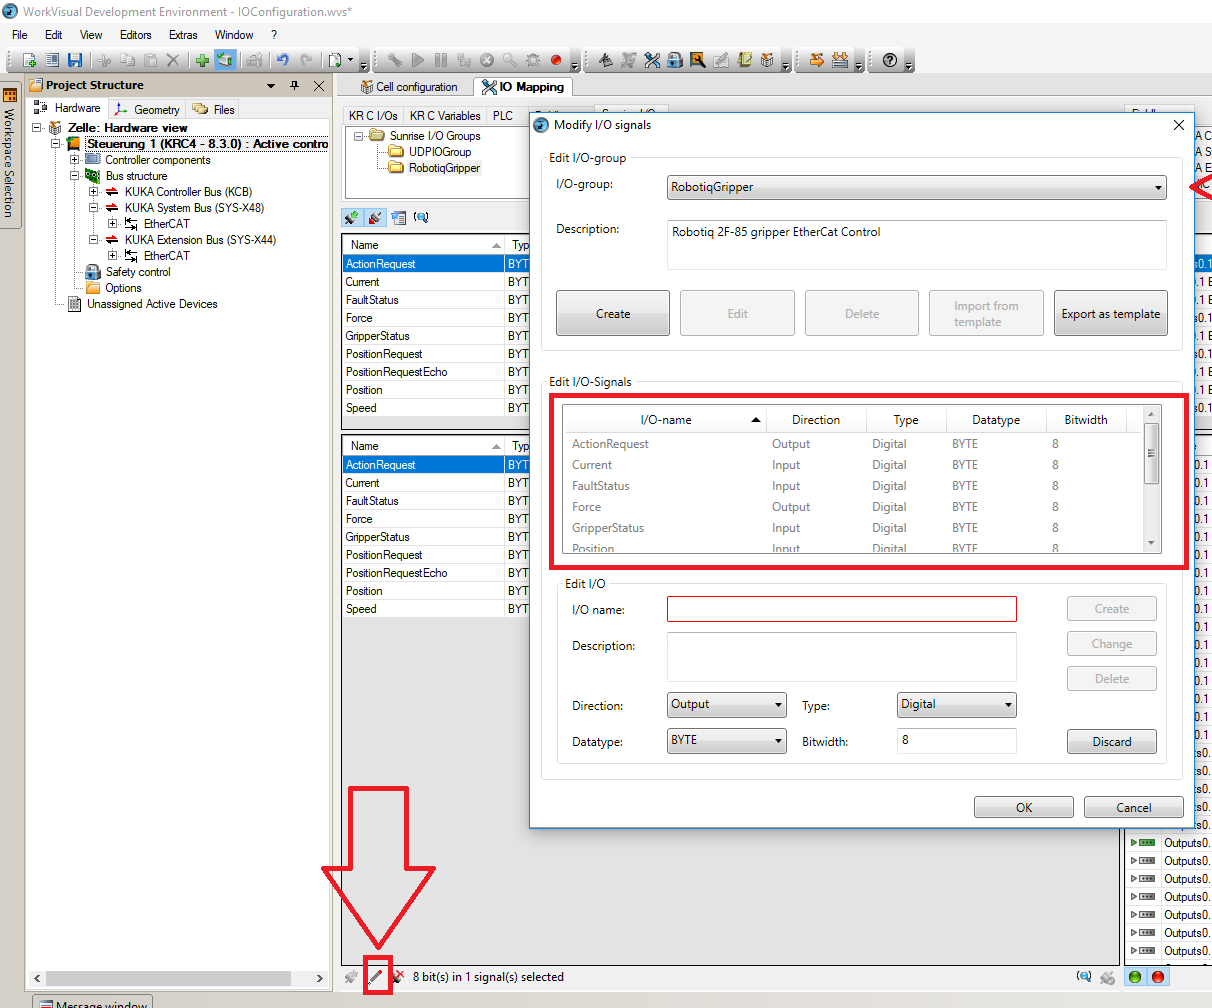 WorkVisual Development Environment - IOConfiguration.wvs*
File Edit View Editors Extras Window ?
Workspace Selection
Project Structure
Hardware Geometry Files
Zelle: Hardware view
Steuerung 1 (KRC4 - 8.3.0) : Active contro
Controller components
Bus structure
KUKA Controller Bus (KCB)
KUKA System Bus (SYS-X48)
EtherCAT
KUKA Extension Bus (SYS-X44)
EtherCAT
Safety control
Options
Unassigned Active Devices
Cell configuration IO Mapping
KR C I/Os KR C Variables PLC
Sunrise I/O Groups
UDPIOGroup
RobotiqGripper
Name Typ
ActionRequest BYT
Current BYT
FaultStatus BYT
Force BYT
GripperStatus BYT
PositionRequest BYT
PositionRequestEcho BYT
Position BYT
Speed BYT
Name Typ
ActionRequest BYT
Current BYT
FaultStatus BYT
Force BYT
GripperStatus BYT
PositionRequest BYT
PositionRequestEcho BYT
Position BYT
Speed BYT
8 bit(s) in 1 signal(s) selected
Message window
Modify I/O signals
Edit I/O-group
I/O-group: RobotiqGripper
Description: Robotiq 2F-85 gripper EtherCat Control
Create Edit Delete Import from template Export as template
Edit I/O-Signals
I/O-name Direction Type Datatype Bitwidth
ActionRequest Output Digital BYTE 8
Current Input Digital BYTE 8
FaultStatus Input Digital BYTE 8
Force Output Digital BYTE 8
GripperStatus Input Digital BYTE 8
Position Input Digital BYTE 8
Edit I/O
I/O name: Create
Description: Change
Delete
Direction: Output Type: Digital
Datatype: BYTE Bitwidth: 8 Discard
OK Cancel
Outputs0.
Outputs0.
Outputs0.
Outputs0.
Outputs0.
Outputs0.
Outputs0.